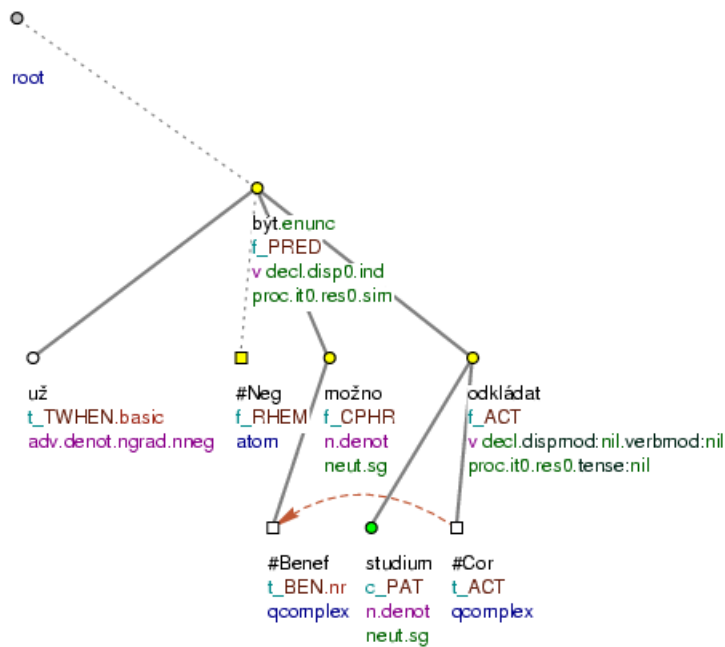 root
být.enunc
f_PRED
v decl.disp0.ind
proc.it0.res0.sim
už
t_TWHEN.basic
adv.denot.ngrad.nneg
#Neg
f_RHEM
atom
možno
f_CPHR
n.denot
neut.sg
odkládat
f_ACT
v decl.dispmod:nil.verbmod:nil
proc.it0.res0.tense:nil
#Benef
t_BEN.nr
qcomplex
studium
c_PAT
n.denot
neut.sg
#Cor
t_ACT
qcomplex